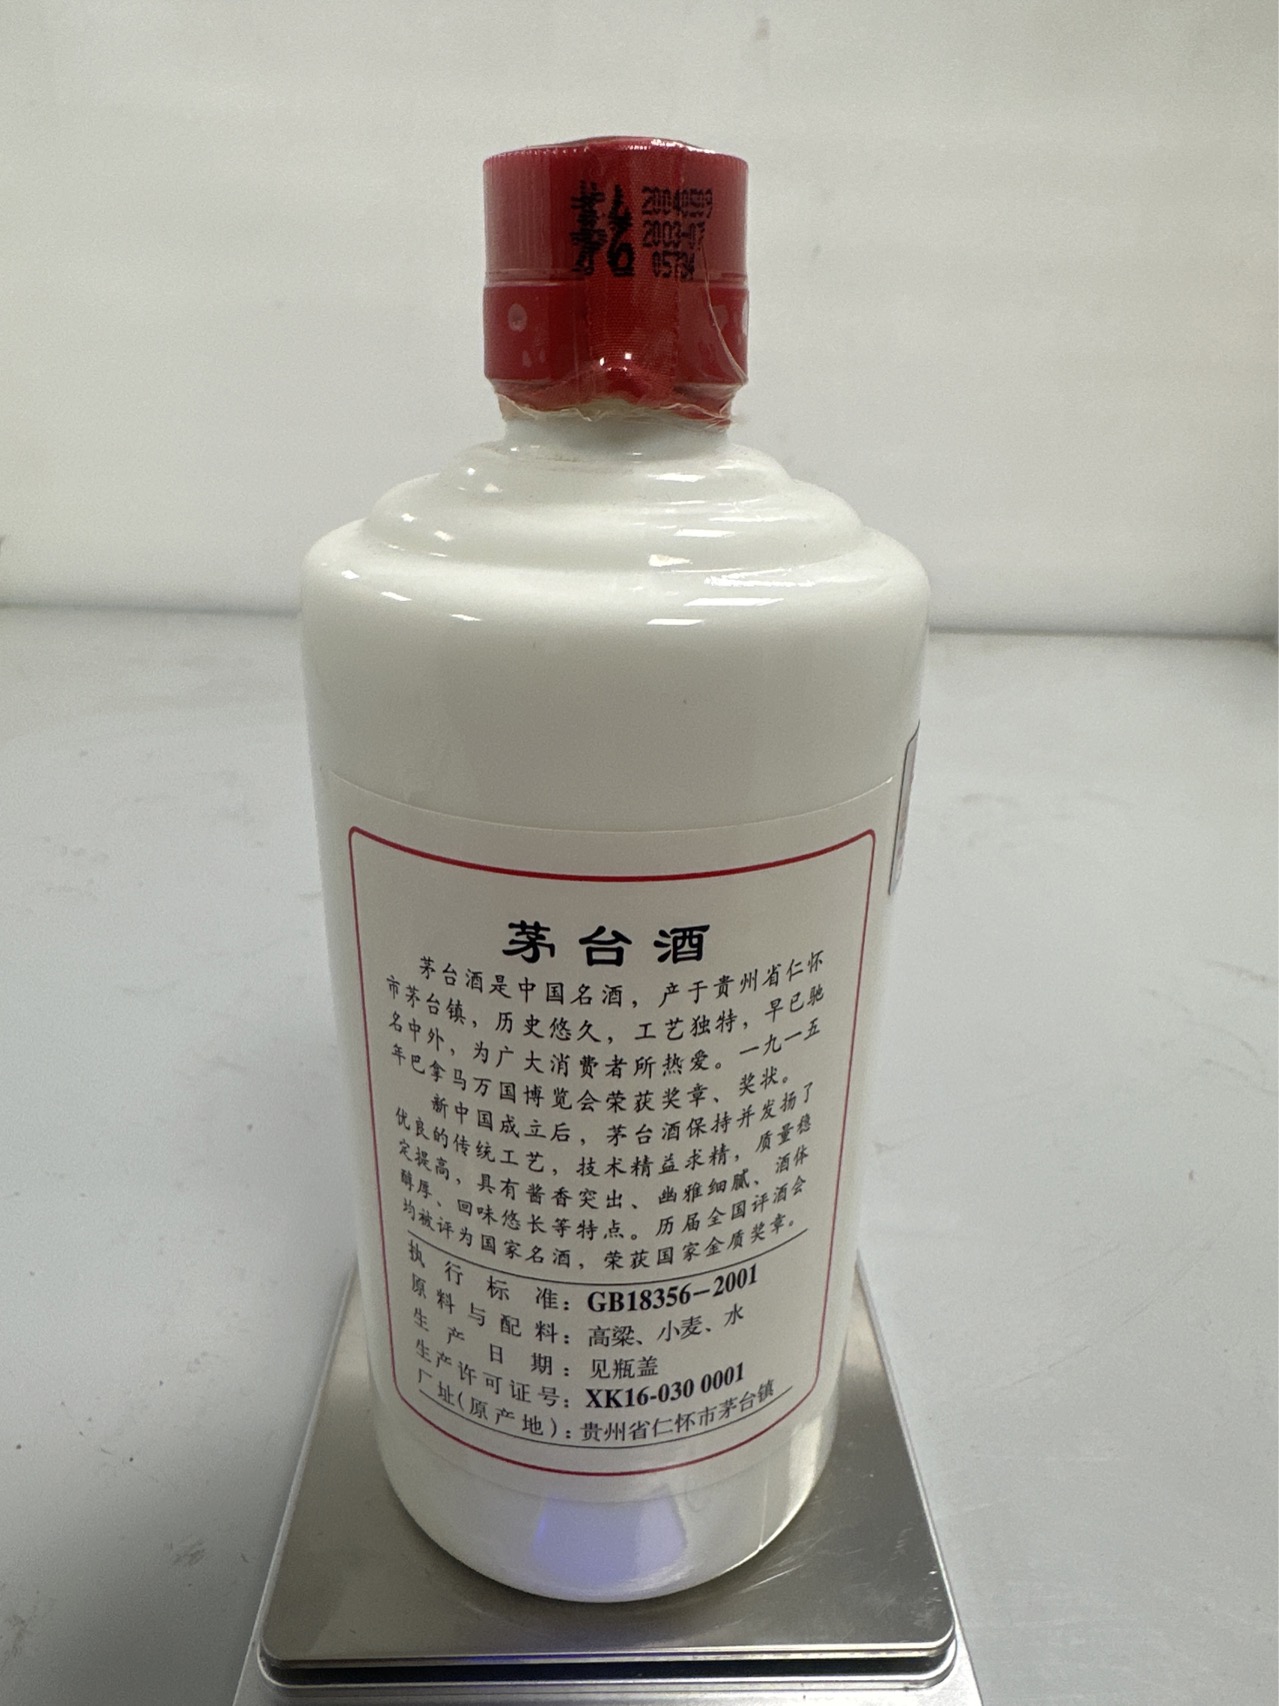 茅台
20040509
2003-07
茅台酒
茅台酒是中国名酒，产于贵州省仁怀
市茅台镇，历史悠久，工艺独特，早已驰
名中外，为广大消费者所热爱。一九一五
年巴拿马万国博览会荣获奖章、奖状。
新中国成立后，茅台酒保持并发扬了
优良的传统工艺，技术精益求精，质量稳
定提高，具有酱香突出、幽雅细腻、酒体
醇厚、回味悠长等特点。历届全国评酒会
均被评为国家名酒，荣获国家金质奖章。
执行标准：GB18356-2001
原料与配料：高粱、小麦、水
生产日期：见瓶盖
生产许可证号：XK16-030 0001
厂址(原产地)：贵州省仁怀市茅台镇